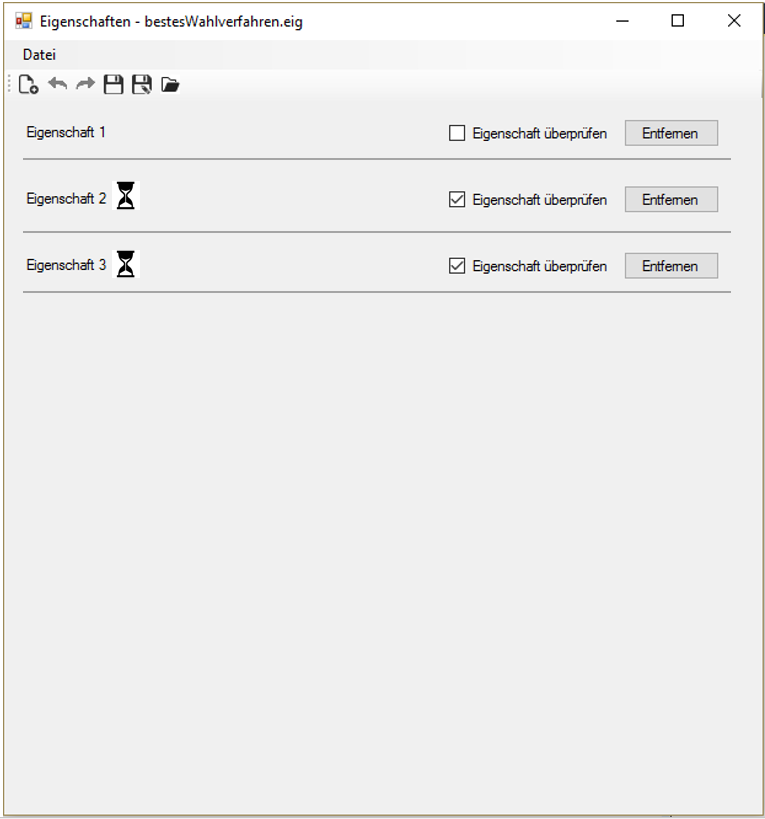 Eigenschaften - bestesWahlverfahren.eig
Datei
Eigenschaft 1 Eigenschaft überprüfen Entfernen
Eigenschaft 2 Eigenschaft überprüfen Entfernen
Eigenschaft 3 Eigenschaft überprüfen Entfernen